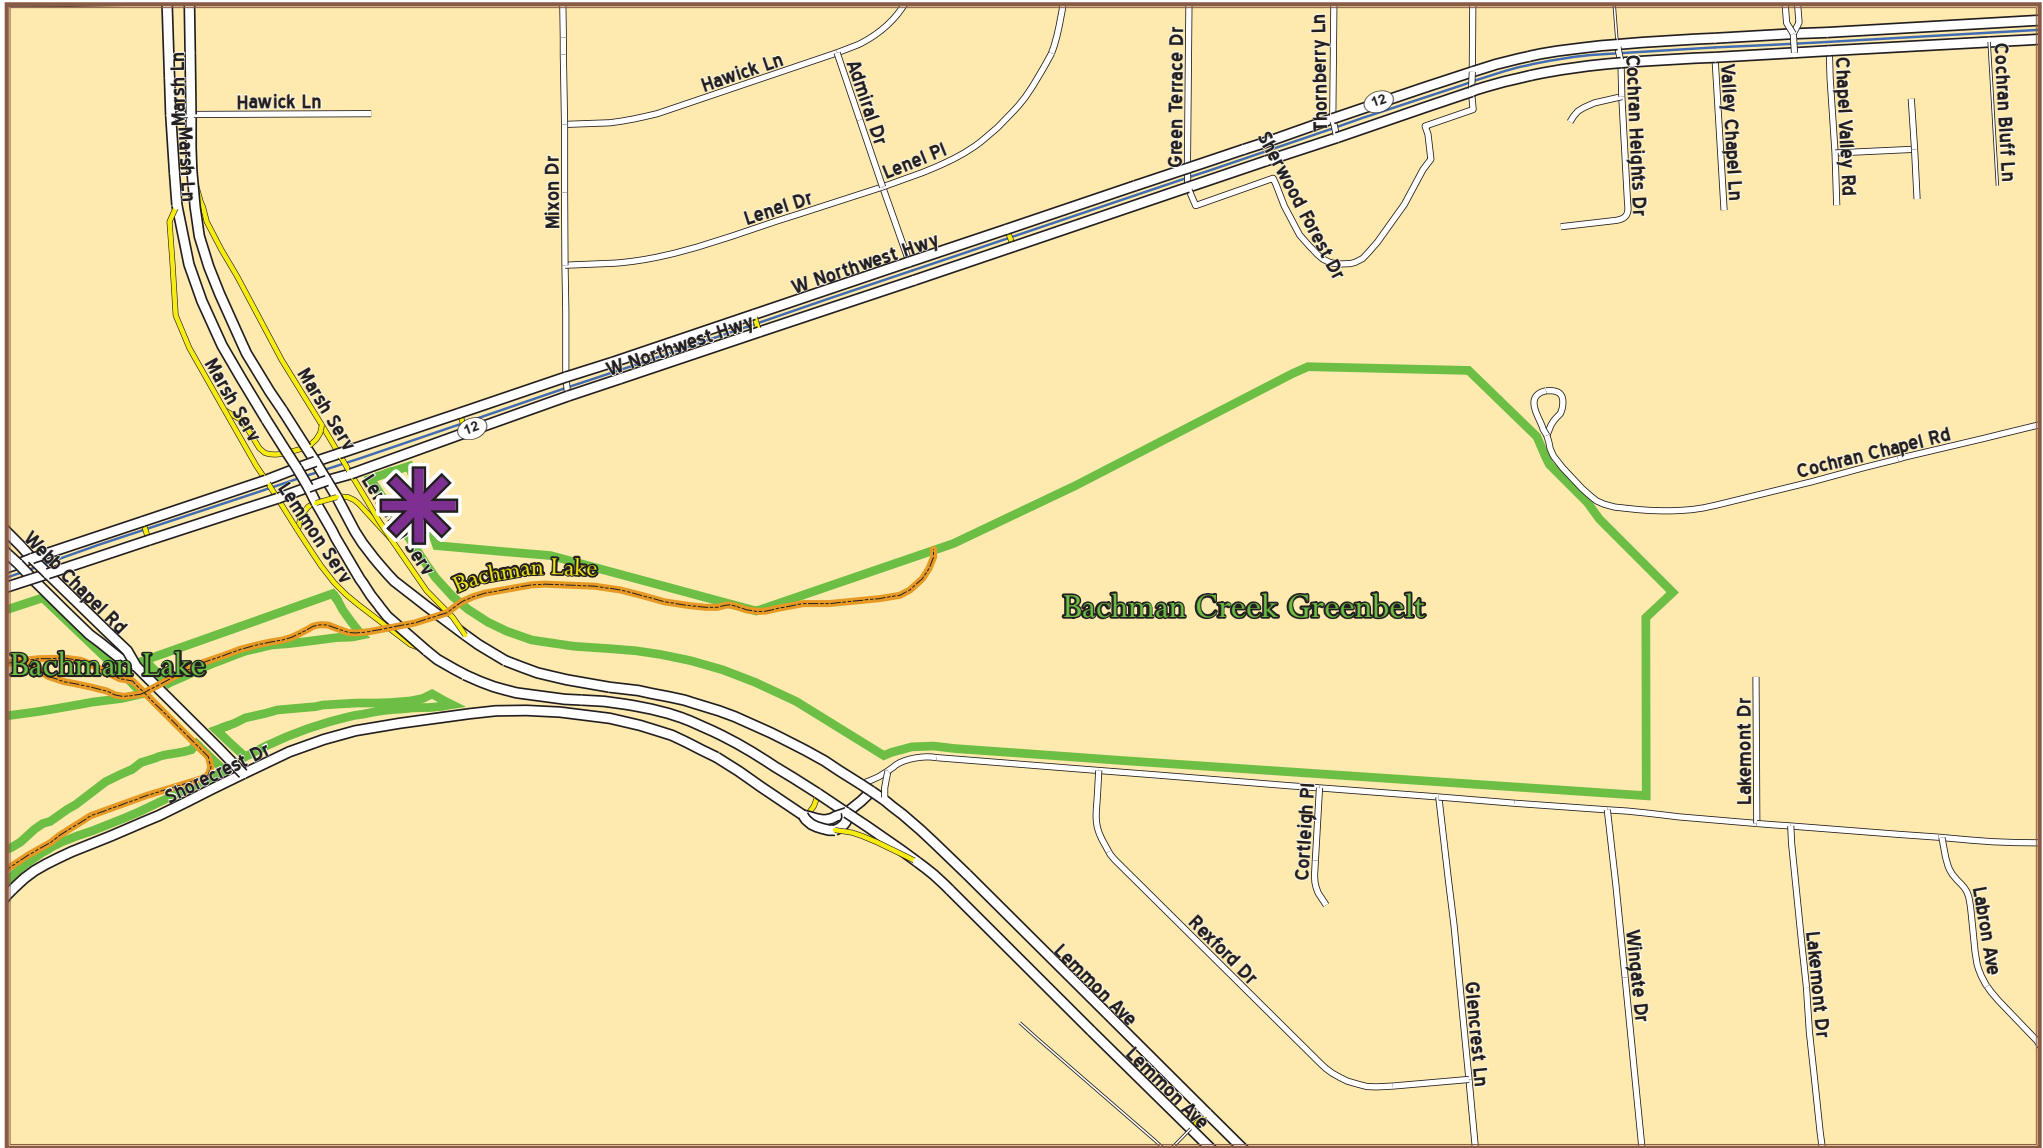 Marsh Ln
Marsh Ln
Hawick Ln
Mixon Dr
Hawick Ln
Admiral Dr
Lenel Pl
Lenel Dr
W Northwest Hwy
W Northwest Hwy
Green Terrace Dr
Thornberry Ln
12
Sherwood Forest Dr
Cochran Heights Dr
Valley Chapel Ln
Chapel Valley Rd
Cochran Bluff Ln
Marsh Serv
Marsh Serv
12
Cochran Chapel Rd
Lemmon Serv
Serv
Webb Chapel Rd
Bachman Lake
Bachman Creek Greenbelt
Bachman Lake
Shorecrest Dr
Lakemont Dr
Cortleigh Pl
Rexford Dr
Glencrest Ln
Wingate Dr
Lakemont Dr
Labron Ave
Lemmon Ave
Lemmon Ave